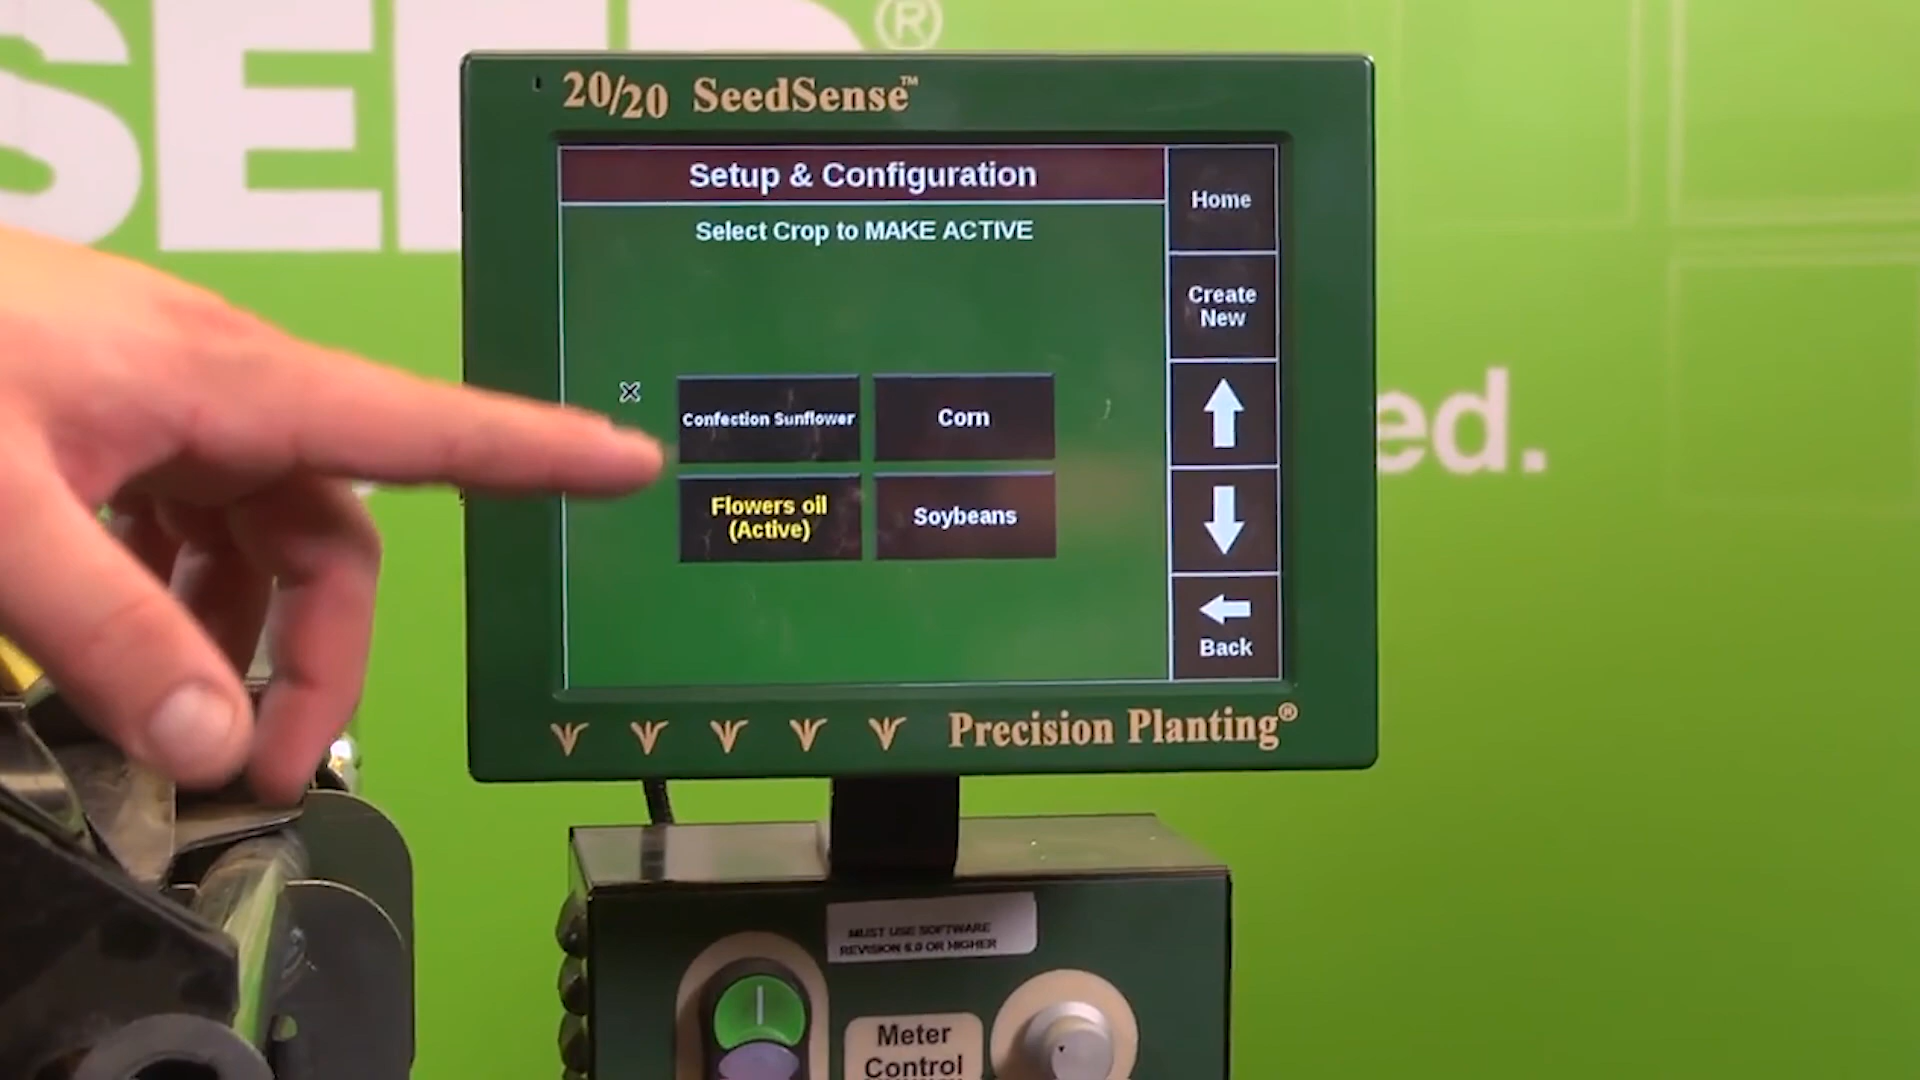 ®
20/20 SeedSense™
Setup & Configuration
Select Crop to MAKE ACTIVE
Home
Create
New
Confection Sunflower
Corn
Flowers oil
(Active)
Soybeans
Back
ed.
Precision Planting®
MUST USE SOFTWARE
REVISION 6.0 OR HIGHER
Meter
Control